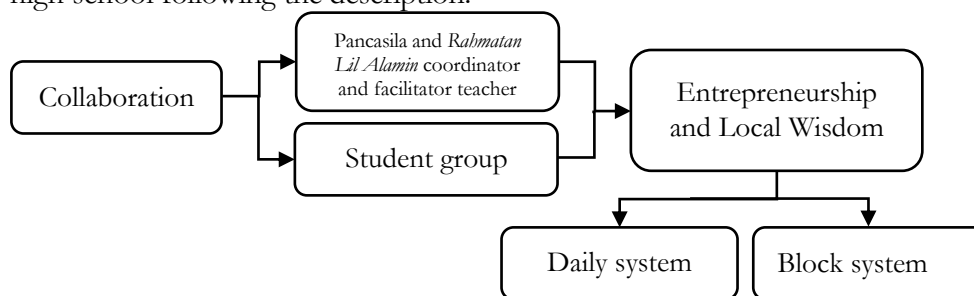 high school following the description.
Collaboration
Pancasila and Rahmatan
Lil Alamin coordinator
and facilitator teacher
Student group
Entrepreneurship
and Local Wisdom
Daily system
Block system